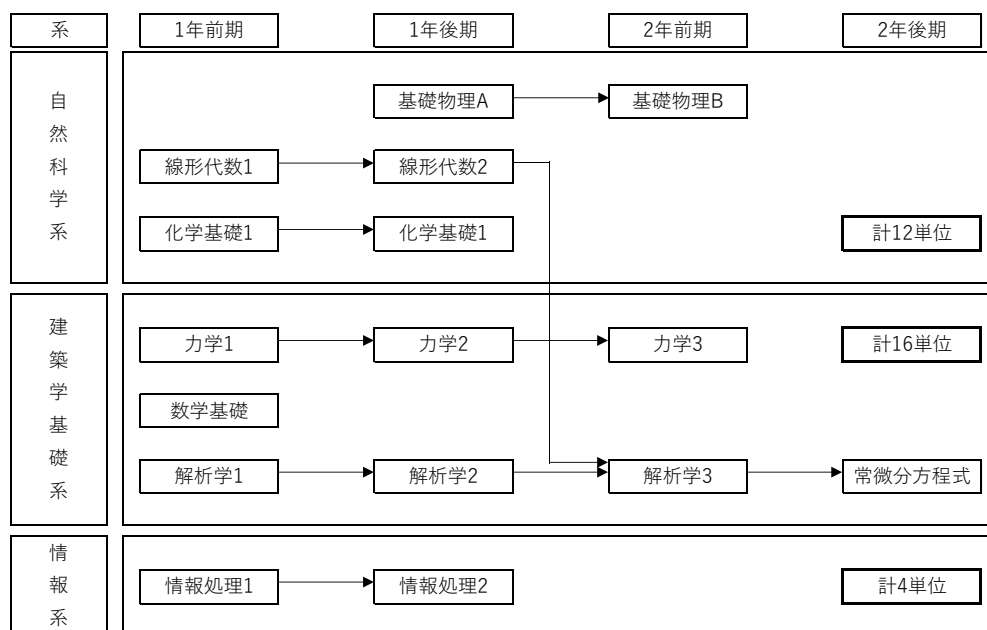 系
1年前期
1年後期
2年前期
2年後期
自然科学系
基礎物理A
基礎物理B
線形代数1
線形代数2
化学基礎1
化学基礎1
計12単位
建築学基礎系
力学1
力学2
力学3
計16単位
数学基礎
解析学1
解析学2
解析学3
常微分方程式
情報系
情報処理1
情報処理2
計4単位